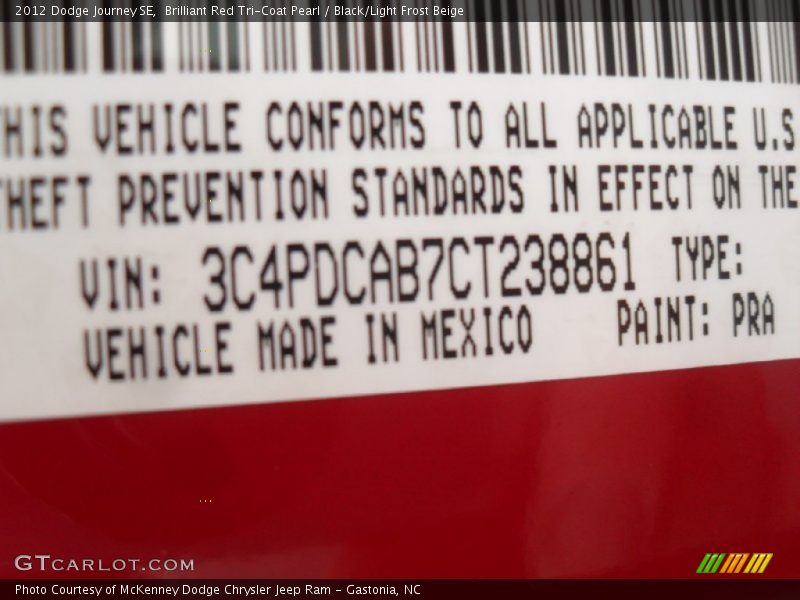 2012 Dodge Journey SE, Brilliant Red Tri-Coat Pearl / Black/Light Frost Beige
HIS VEHICLE CONFORMS TO ALL APPLICABLE U.S
THEFT PREVENTION STANDARDS IN EFFECT ON THE
VIN: 3C4PDCAB7CT238861 TYPE:
VEHICLE MADE IN MEXICO PAINT: PRA
GTCARLOT.COM
Photo Courtesy of McKenney Dodge Chrysler Jeep Ram - Gastonia, NC